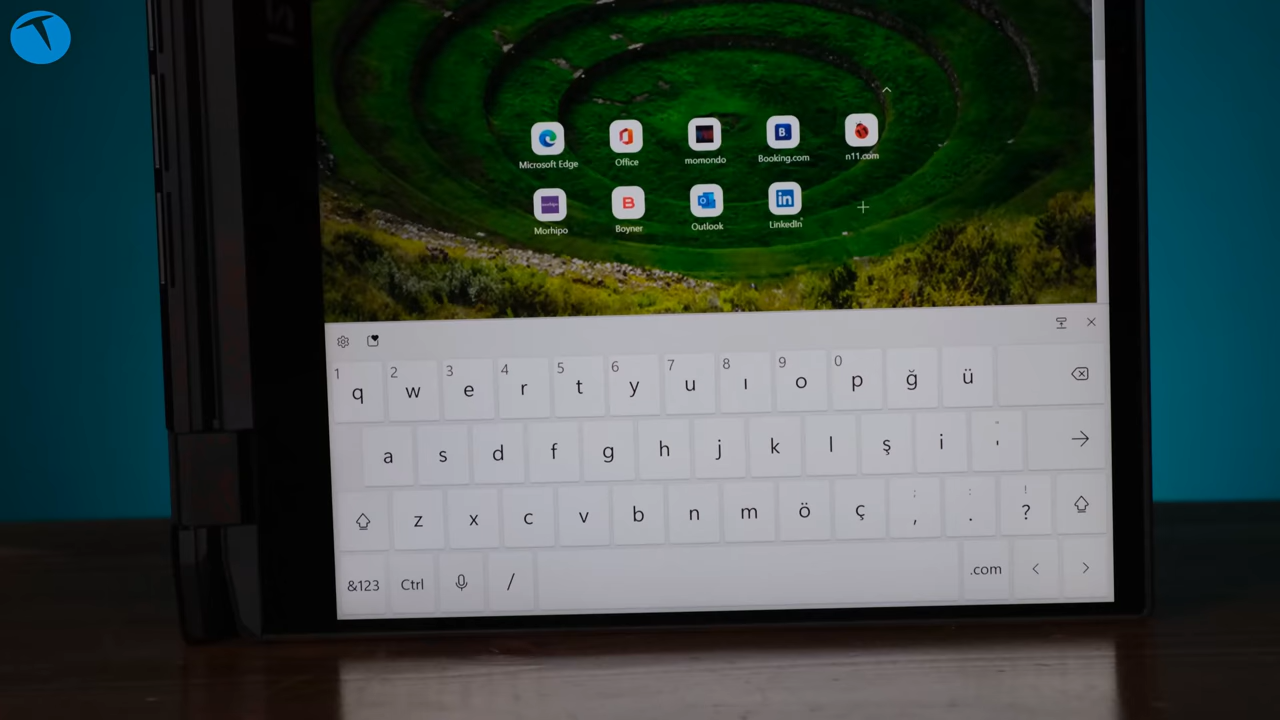 Microsoft Edge Office momondo Booking.com n11.com
Morhipo Boyner Outlook LinkedIn
1 2 3 4 5 6 7 8 9 0
q w e r t y u ı o p ğ ü
a s d f g h j k l ş i '
; : !
z x c v b n m ö ç , . ?
&123 Ctrl / .com < >